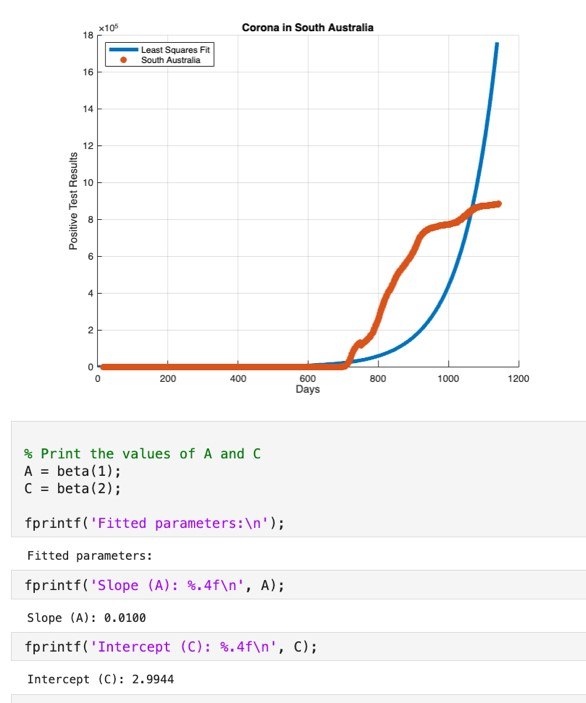 Corona in South Australia
×10⁵
18
Least Squares Fit
South Australia
16
14
12
10
8
6
4
2
0
Positive Test Results
0 200 400 600 800 1000 1200
Days
% Print the values of A and C
A = beta(1);
C = beta(2);
fprintf('Fitted parameters:\n');
Fitted parameters:
fprintf('Slope (A): %.4f\n', A);
Slope (A): 0.0100
fprintf('Intercept (C): %.4f\n', C);
Intercept (C): 2.9944